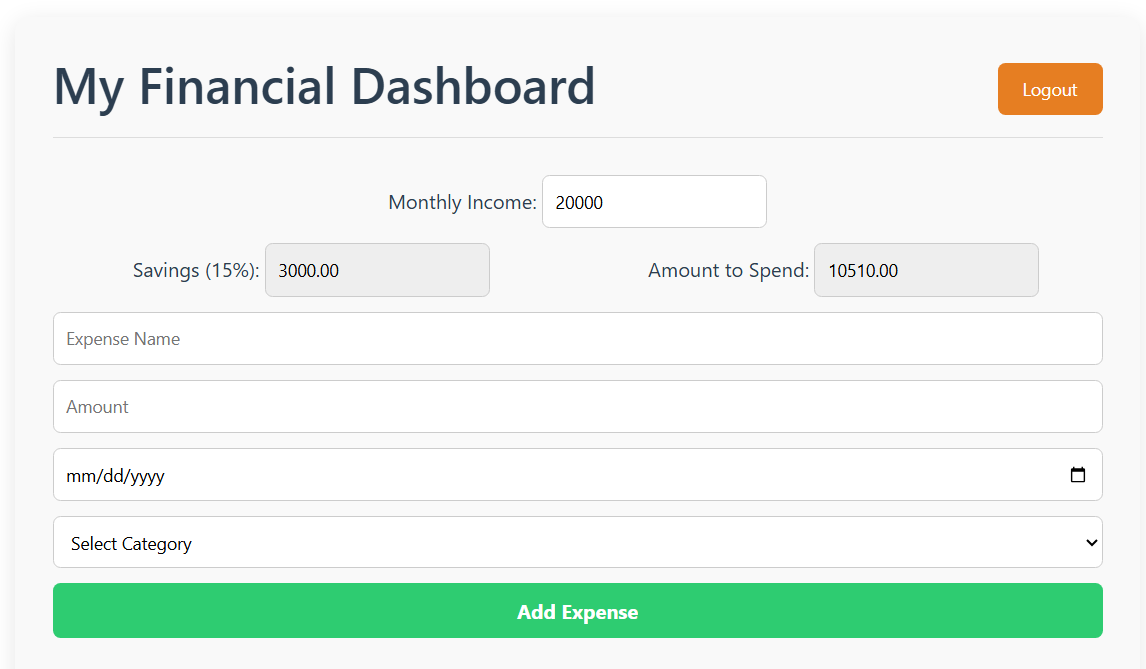 My Financial Dashboard
Logout
Monthly Income: 20000
Savings (15%): 3000.00
Amount to Spend: 10510.00
Expense Name
Amount
mm/dd/yyyy
Select Category
Add Expense